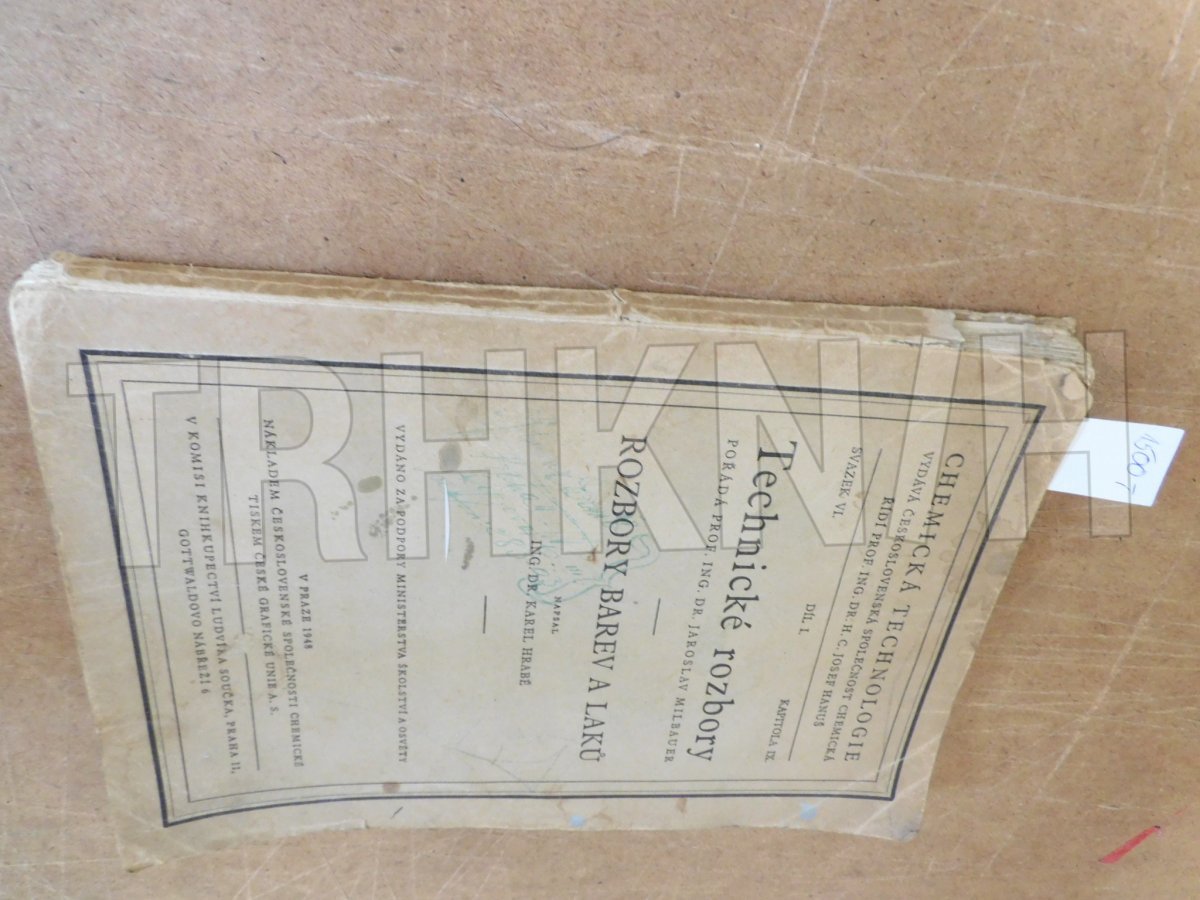 CHEMICKÁ TECHNOLOGIE
VYDÁVÁ ČESKOSLOVENSKÁ SPOLEČNOST CHEMICKÁ
ŘÍDÍ PROF. ING. DR. H. C. JOSEF HANUŠ
SVAZEK VI. DÍL I. KAPITOLA IX.
Technické rozbory
POŘÁDÁ PROF. ING. DR. JAROSLAV MILBAUER
ROZBORY BAREV A LAKŮ
NAPSAL
ING. DR. KAREL HRABĚ
VYDÁNO ZA PODPORY MINISTERSTVA ŠKOLSTVÍ A OSVĚTY
V PRAZE 1948
NÁKLADEM ČESKOSLOVENSKÉ SPOLEČNOSTI CHEMICKÉ
TISKEM ČESKÉ GRAFICKÉ UNIE A. S.
V KOMISI KNIHKUPECTVÍ LUDVÍKA SOUČKA, PRAHA II,
GOTTWALDOVO NÁBŘEŽÍ 6
1500,-
TRHKNIH